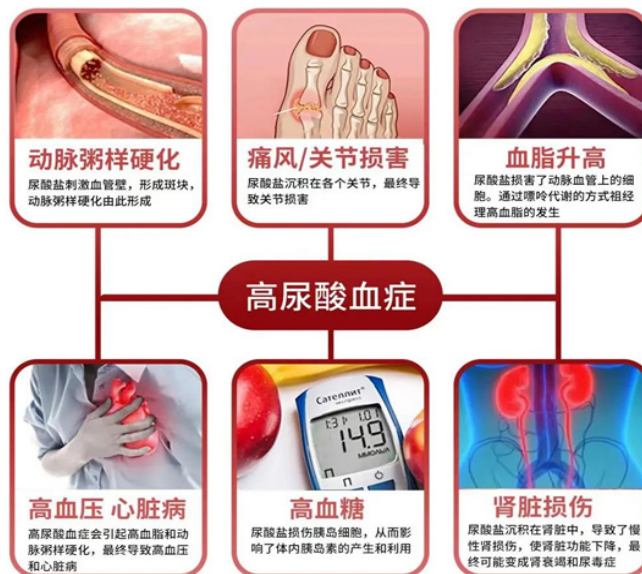 动脉粥样硬化
尿酸盐刺激血管壁，形成斑块，
动脉粥样硬化由此形成
痛风/关节损害
尿酸盐沉积在各个关节，最终导
致关节损害
血脂升高
尿酸盐损害了动脉血管上的细
胞。通过嘌呤代谢的方式祖经
理高血脂的发生
高尿酸血症
高血压 心脏病
高尿酸血症会引起高血脂和动
脉粥样硬化，最终导致高血压
和心脏病
Сателлит
экспресс
1:31 1.01
14.9
ММОЛЬ/Л
П
高血糖
尿酸盐损伤胰岛细胞，从而影
响了体内胰岛素的产生和利用
肾脏损伤
尿酸盐沉积在肾脏中，导致了慢
性肾损伤，使肾脏功能下降，最
终可能变成肾衰竭和尿毒症